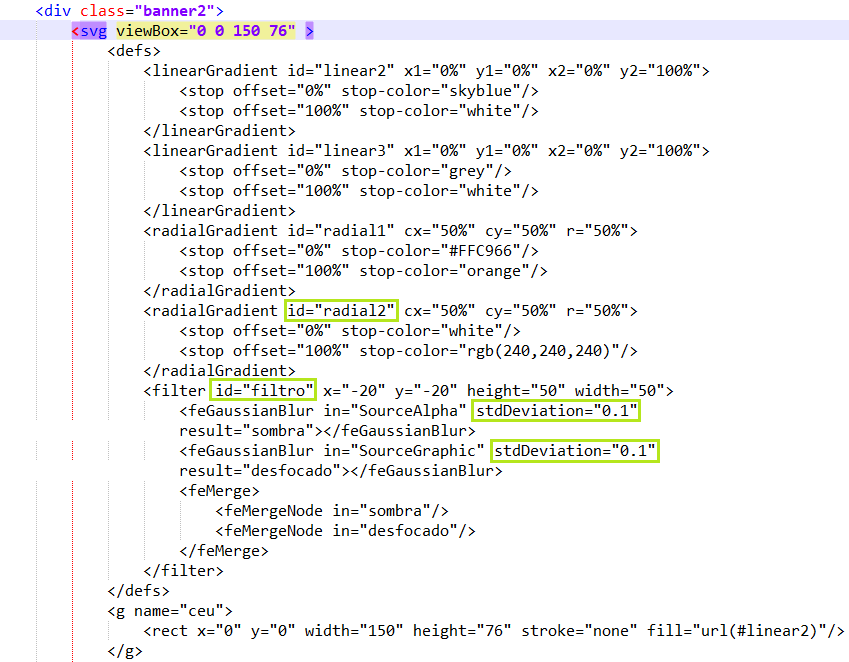 <div class="banner2">
<svg viewBox="0 0 150 76" >
<defs>
<linearGradient id="linear2" x1="0%" y1="0%" x2="0%" y2="100%">
<stop offset="0%" stop-color="skyblue"/>
<stop offset="100%" stop-color="white"/>
</linearGradient>
<linearGradient id="linear3" x1="0%" y1="0%" x2="0%" y2="100%">
<stop offset="0%" stop-color="grey"/>
<stop offset="100%" stop-color="white"/>
</linearGradient>
<radialGradient id="radial1" cx="50%" cy="50%" r="50%">
<stop offset="0%" stop-color="#FFC966"/>
<stop offset="100%" stop-color="orange"/>
</radialGradient>
<radialGradient id="radial2" cx="50%" cy="50%" r="50%">
<stop offset="0%" stop-color="white"/>
<stop offset="100%" stop-color="rgb(240,240,240)"/>
</radialGradient>
<filter id="filtro" x="-20" y="-20" height="50" width="50">
<feGaussianBlur in="SourceAlpha" stdDeviation="0.1"
result="sombra"></feGaussianBlur>
<feGaussianBlur in="SourceGraphic" stdDeviation="0.1"
result="desfocado"></feGaussianBlur>
<feMerge>
<feMergeNode in="sombra"/>
<feMergeNode in="desfocado"/>
</feMerge>
</filter>
</defs>
<g name="ceu">
<rect x="0" y="0" width="150" height="76" stroke="none" fill="url(#linear2)"/>
</g>